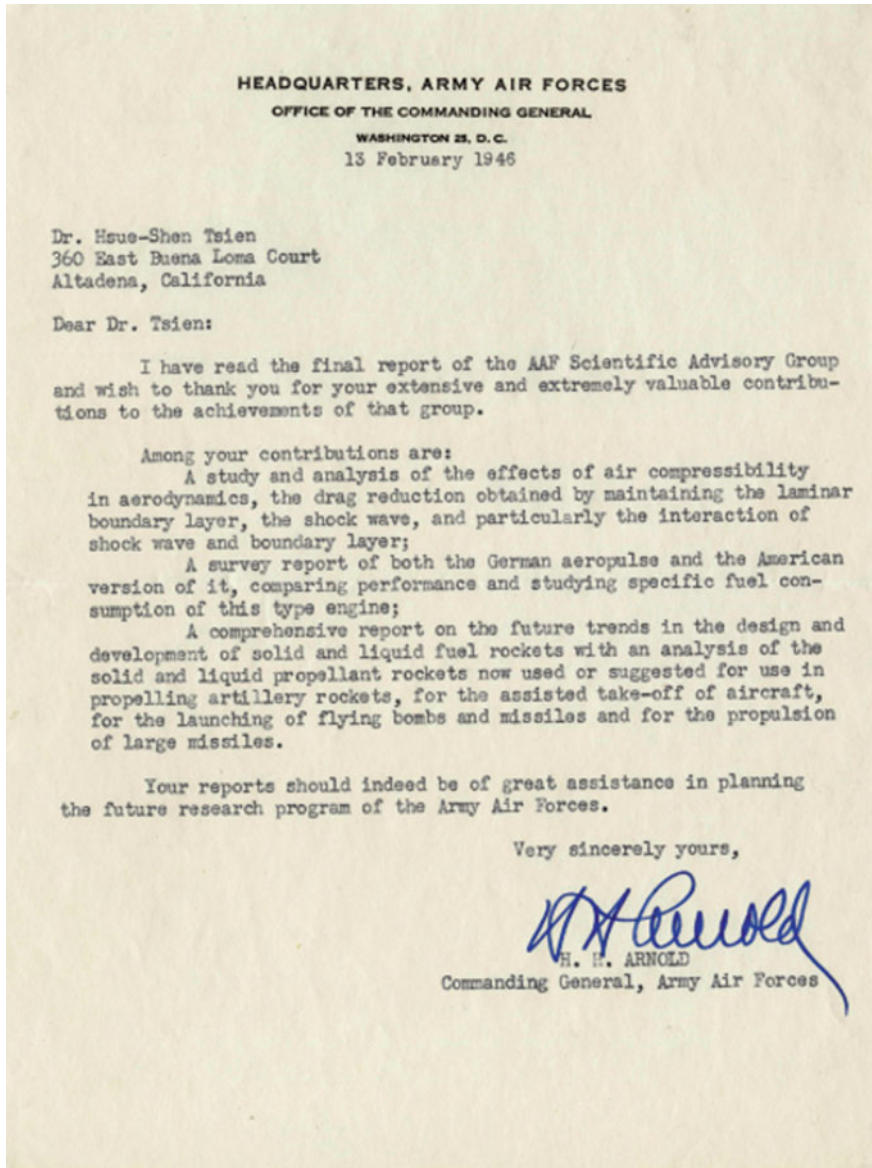 HEADQUARTERS, ARMY AIR FORCES
OFFICE OF THE COMMANDING GENERAL
WASHINGTON 25, D. C.
13 February 1946
Dr. Hsue-Shen Tsien
360 East Buena Loma Court
Altadena, California
Dear Dr. Tsien:
I have read the final report of the AAF Scientific Advisory Group
and wish to thank you for your extensive and extremely valuable contribu-
tions to the achievements of that group.
Among your contributions are:
A study and analysis of the effects of air compressibility
in aerodynamics, the drag reduction obtained by maintaining the laminar
boundary layer, the shock wave, and particularly the interaction of
shock wave and boundary layer;
A survey report of both the German aeropulse and the American
version of it, comparing performance and studying specific fuel con-
sumption of this type engine;
A comprehensive report on the future trends in the design and
development of solid and liquid fuel rockets with an analysis of the
solid and liquid propellant rockets now used or suggested for use in
propelling artillery rockets, for the assisted take-off of aircraft,
for the launching of flying bombs and missiles and for the propulsion
of large missiles.
Your reports should indeed be of great assistance in planning
the future research program of the Army Air Forces.
Very sincerely yours,
H H Arnold
H. H. ARNOLD
Commanding General, Army Air Forces